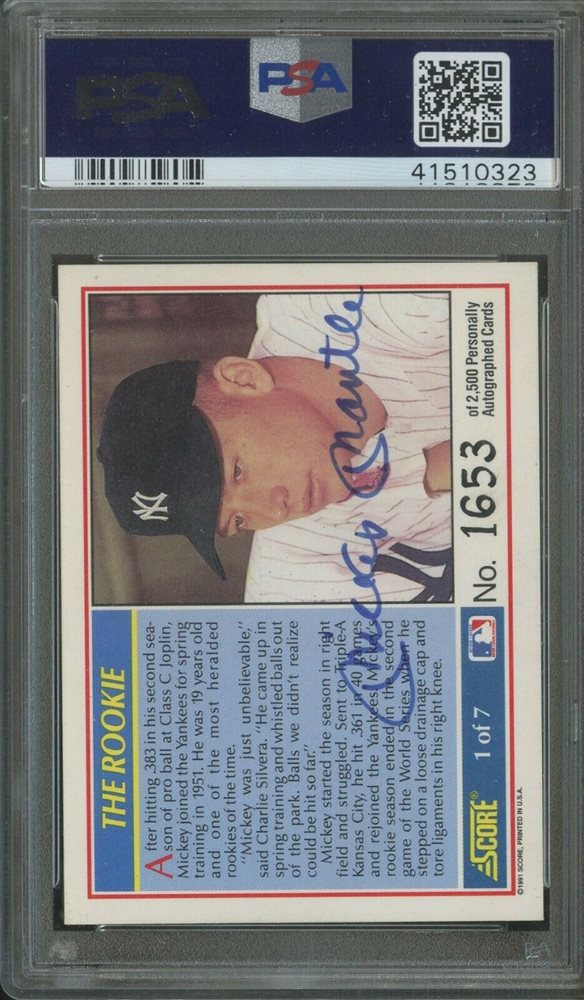 PSA
PSA
41510323
THE ROOKIE
After hitting 383 in his second sea-
son of pro ball at Class C Joplin,
Mickey joined the Yankees for spring
training in 1951. He was 19 years old
and one of the most heralded
rookies of the time.
"Mickey was just unbelievable,"
said Charlie Silvera. "He came up in
spring training and whistled balls out
of the park. Balls we didn't realize
could be hit so far."
Mickey started the season in right
field and struggled. Sent to Triple-A
Kansas City, he hit 361 in 40 games
and rejoined the Yankees. Mickey's
rookie season ended in the second
game of the World Series when he
stepped on a loose drainage cap and
tore ligaments in his right knee.
NY
Mickey Mantle
SCORE®
1 of 7
No. 1653
of 2,500 Personally
Autographed Cards
©1991 SCORE, PRINTED IN U.S.A.